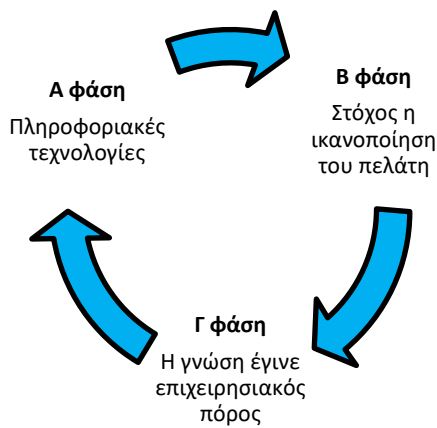 Α φάση
Πληροφοριακές
τεχνολογίες
Β φάση
Στόχος η
ικανοποίηση
του πελάτη
Γ φάση
Η γνώση έγινε
επιχειρησιακός
πόρος